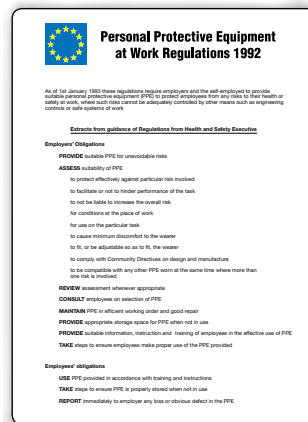 Personal Protective Equipment
at Work Regulations 1992
As of 1st January 1993 these regulations require employers and the self-employed to provide
suitable personal protective equipment (PPE) to protect employees from any risks to their health or
safety at work, where such risks cannot be adequately controlled by other means such as engineering
controls or safe systems of work
Extracts from guidance of Regulations from Health and Safety Executive
Employers' Obligations
PROVIDE suitable PPE for unavoidable risks
ASSESS suitability of PPE
to protect effectively against particular risk involved
to facilitate or not to hinder performance of the task
to not be liable to increase the overall risk
for conditions at the place of work
for use on the particular task
to cause minimum discomfort to the wearer
to fit, or be adjustable so as to fit, the wearer
to comply with Community Directives on design and manufacture
to be compatible with any other PPE worn at the same time where more than
one risk is involved
REVIEW assessment whenever appropriate
CONSULT employees on selection of PPE
MAINTAIN PPE in efficient working order and good repair
PROVIDE appropriate storage space for PPE when not in use
PROVIDE suitable information, instruction and training of employees in the effective use of PPE
TAKE steps to ensure employees make proper use of the PPE provided
Employees' obligations
USE PPE provided in accordance with training and instructions
TAKE steps to ensure PPE is properly stored when not in use
REPORT immediately to employer any loss or obvious defect in the PPE